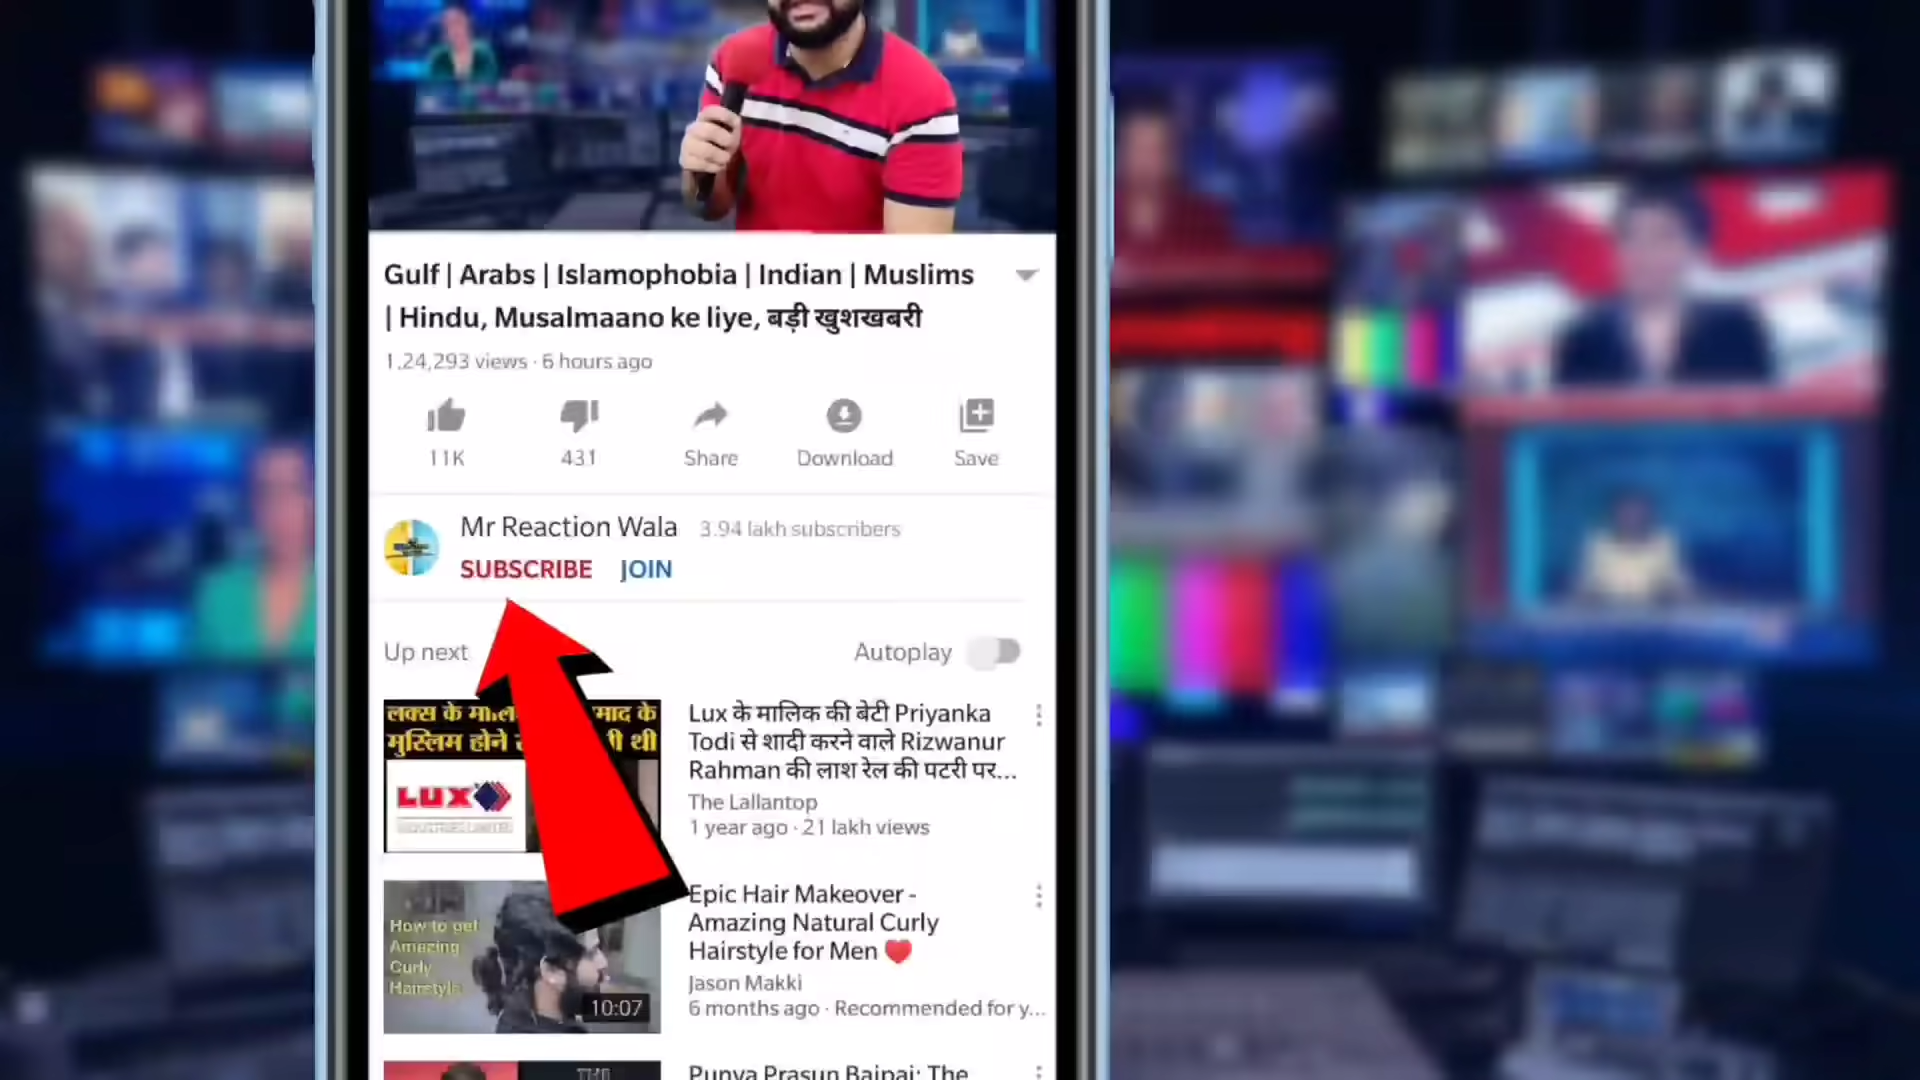 Gulf | Arabs | Islamophobia | Indian | Muslims
| Hindu, Musalmaano ke liye, बड़ी खुशखबरी
1,24,293 views · 6 hours ago
11K
431
Share
Download
Save
Mr Reaction Wala 3.94 lakh subscribers
SUBSCRIBE JOIN
Up next
Autoplay
लक्स के
माद के
मुस्लिम होने
थी
LUX
Lux के मालिक की बेटी Priyanka
Todi से शादी करने वाले Rizwanur
Rahman की लाश रेल की पटरी पर...
The Lallantop
1 year ago · 21 lakh views
How to get
Amazing
Curly
Hairstyle
10:07
Epic Hair Makeover -
Amazing Natural Curly
Hairstyle for Men ❤
Jason Makki
6 months ago · Recommended for y...
Punya Prasun Bajpai: The